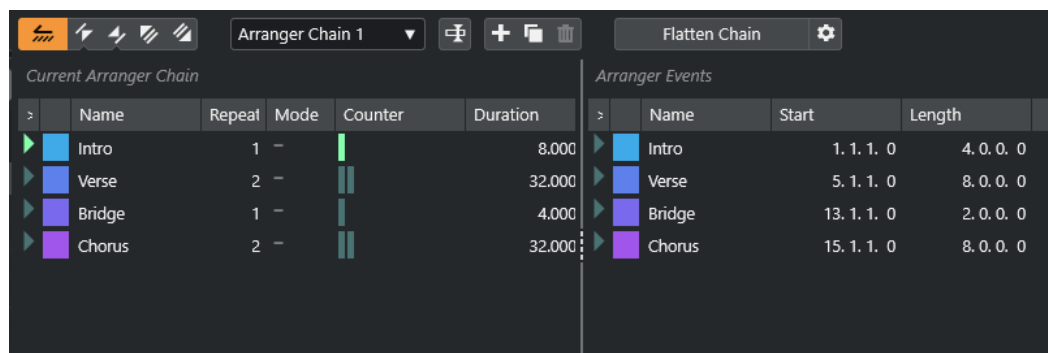 Arranger Chain 1 Flatten Chain
Current Arranger Chain Arranger Events
Name Repeat Mode Counter Duration Name Start Length
Intro 1 – 8.000 Intro 1. 1. 1. 0 4. 0. 0. 0
Verse 2 – 32.000 Verse 5. 1. 1. 0 8. 0. 0. 0
Bridge 1 – 4.000 Bridge 13. 1. 1. 0 2. 0. 0. 0
Chorus 2 – 32.000 Chorus 15. 1. 1. 0 8. 0. 0. 0